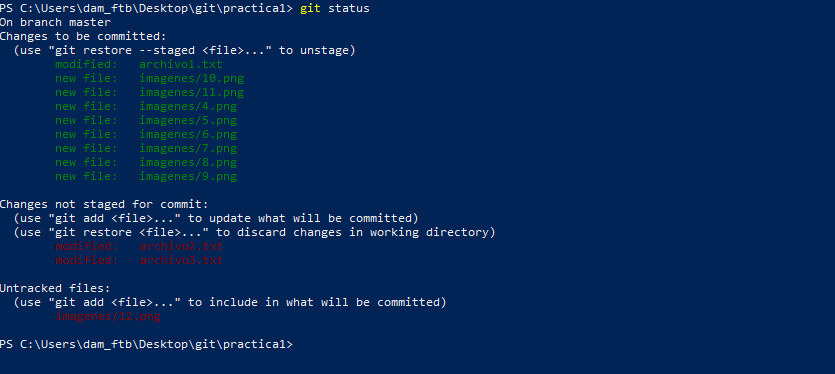 PS C:\Users\dam_ftb\Desktop\git\practica1> git status
On branch master
Changes to be committed:
  (use "git restore --staged <file>..." to unstage)
        modified:   archivo1.txt
        new file:   imagenes/10.png
        new file:   imagenes/11.png
        new file:   imagenes/4.png
        new file:   imagenes/5.png
        new file:   imagenes/6.png
        new file:   imagenes/7.png
        new file:   imagenes/8.png
        new file:   imagenes/9.png

Changes not staged for commit:
  (use "git add <file>..." to update what will be committed)
  (use "git restore <file>..." to discard changes in working directory)
        modified:   archivo2.txt
        modified:   archivo3.txt

Untracked files:
  (use "git add <file>..." to include in what will be committed)
        imagenes/12.png

PS C:\Users\dam_ftb\Desktop\git\practica1>